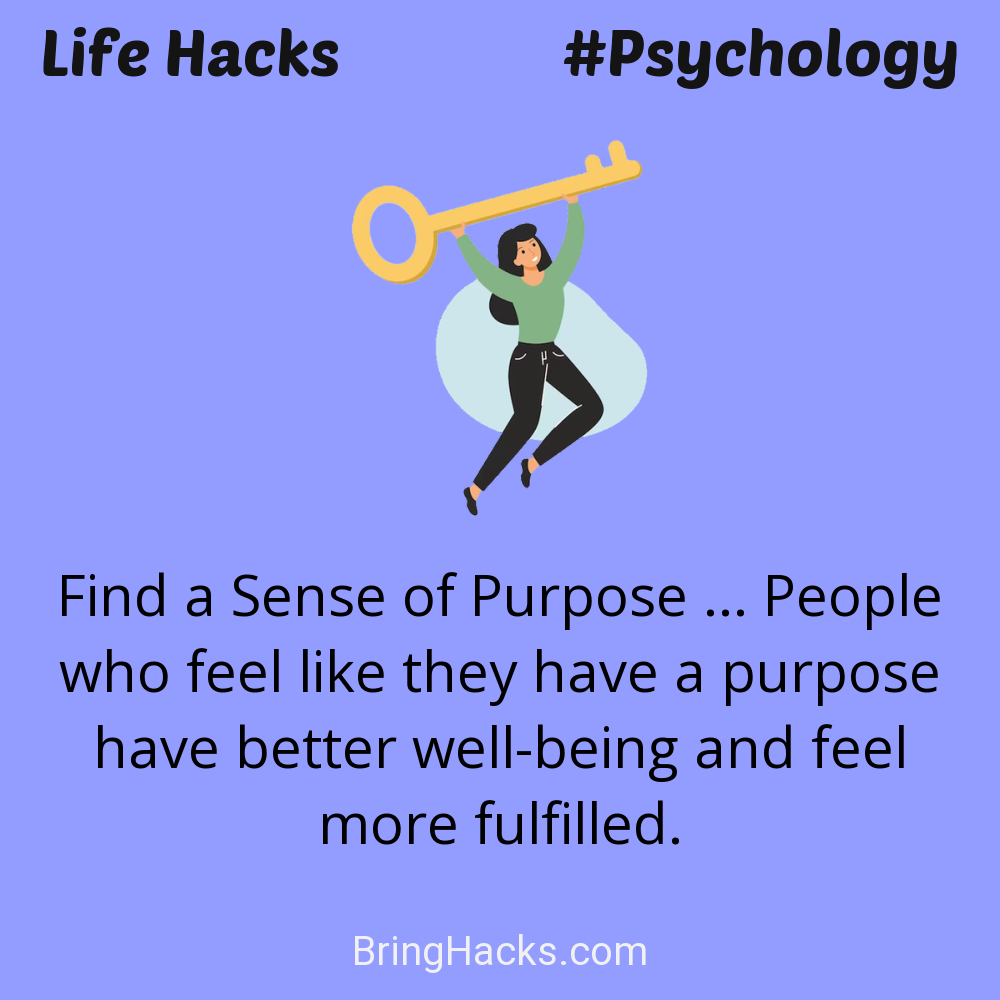 Life Hacks #Psychology
Find a Sense of Purpose ... People
who feel like they have a purpose
have better well-being and feel
more fulfilled.
BringHacks.com